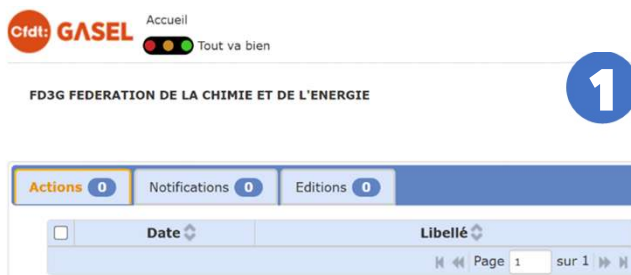 Cfdt: GASEL
Accueil
Tout va bien
FD3G FEDERATION DE LA CHIMIE ET DE L'ENERGIE
1
Actions 0 Notifications 0 Editions 0
Date Libellé
Page 1 sur 1